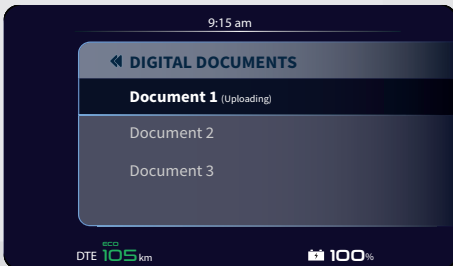 9:15 am
DIGITAL DOCUMENTS
Document 1 (Uploading)
Document 2
Document 3
ECO
DTE 105 km 100%